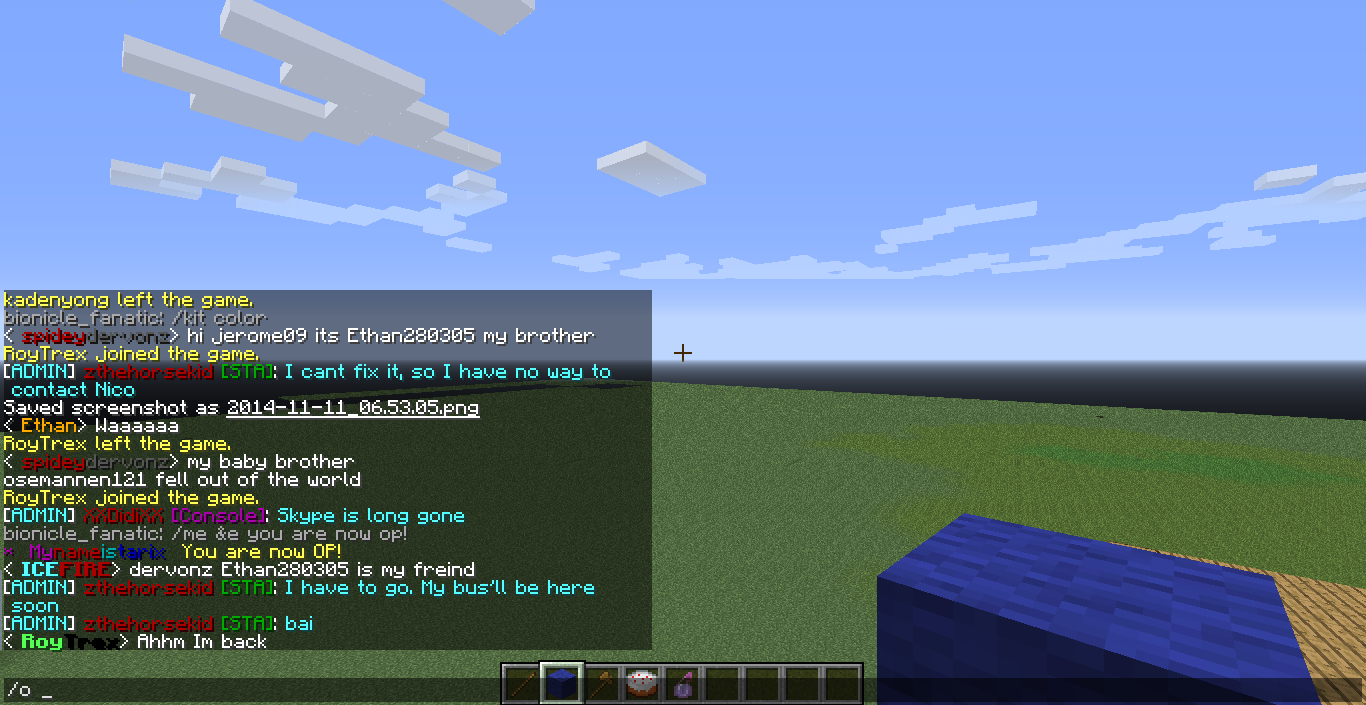 kadenyong left the game.
bionicle_fanatic: /kit color
< spideydervonz> hi jerome09 its Ethan280305 my brother
RoyTrex joined the game.
[ADMIN] zthehorsekid [STA]: I cant fix it, so I have no way to
contact Nico
Saved screenshot as 2014-11-11_06.53.05.png
< Ethan> Waaaaaa
RoyTrex left the game.
< spideydervonz> my baby brother
osemannen121 fell out of the world
RoyTrex joined the game.
[ADMIN] XXDidiXX [Console]: Skype is long gone
bionicle_fanatic: /me &e you are now op!
* Mynameistarix You are now OP!
< ICEFIRE> dervonz Ethan280305 is my freind
[ADMIN] zthehorsekid [STA]: I have to go. My bus'll be here
soon
[ADMIN] zthehorsekid [STA]: bai
< RoyTrex> Ahhm Im back
/o _